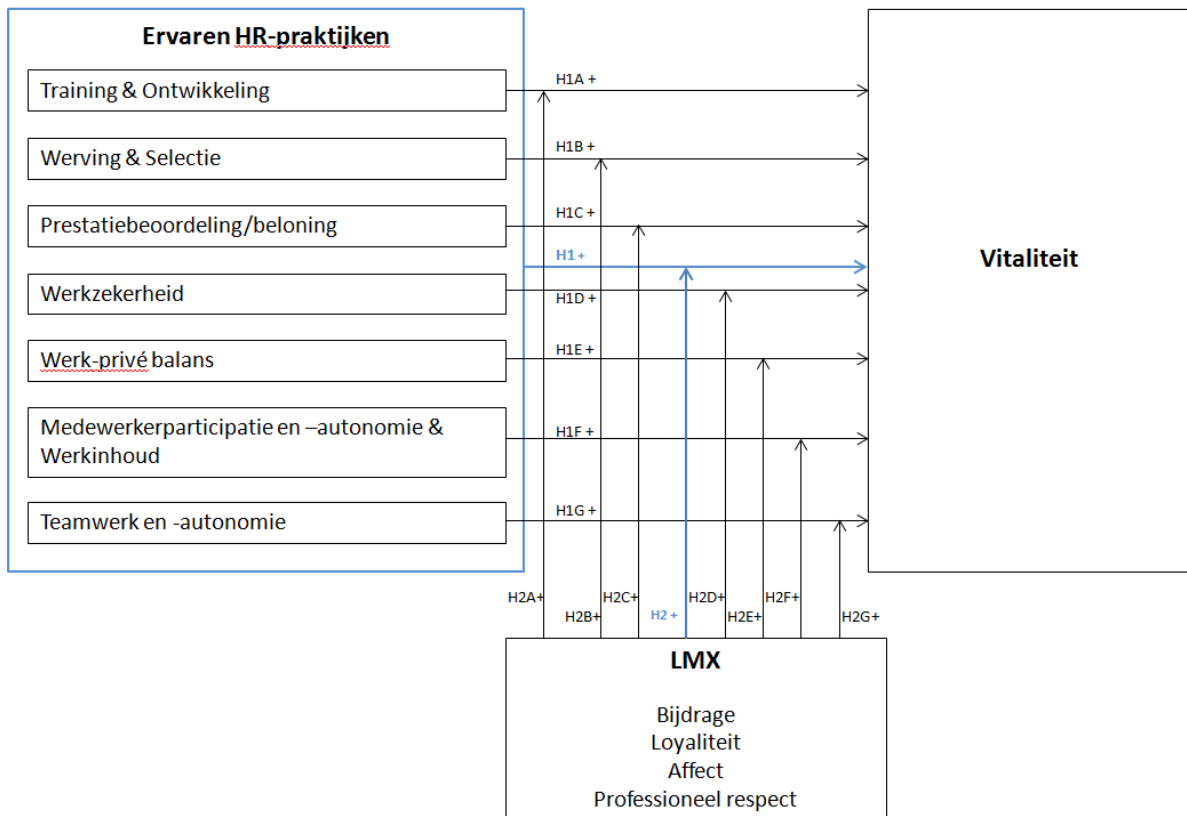 Ervaren HR-praktijken
Training & Ontwikkeling
Werving & Selectie
Prestatiebeoordeling/beloning
Werkzekerheid
Werk-privé balans
Medewerkerparticipatie en –autonomie &
Werkinhoud
Teamwerk en -autonomie
H1A +
H1B +
H1C +
H1 +
H1D +
H1E +
H1F +
H1G +
Vitaliteit
H2A+
H2B+
H2C+
H2 +
H2D+
H2E+
H2F+
H2G+
LMX
Bijdrage
Loyaliteit
Affect
Professioneel respect